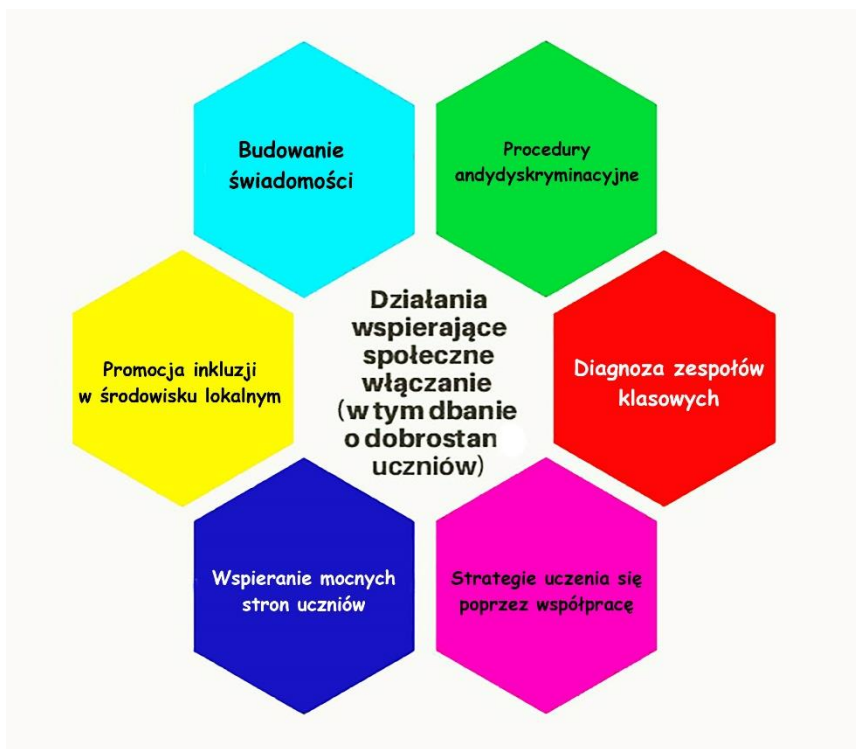 Budowanie
świadomości
Procedury
andydyskryminacyjne
Działania
wspierające
społeczne
włączanie
(w tym dbanie
o dobrostan
uczniów)
Promocja inkluzji
w środowisku lokalnym
Diagnoza zespołów
klasowych
Wspieranie mocnych
stron uczniów
Strategie uczenia się
poprzez współpracę